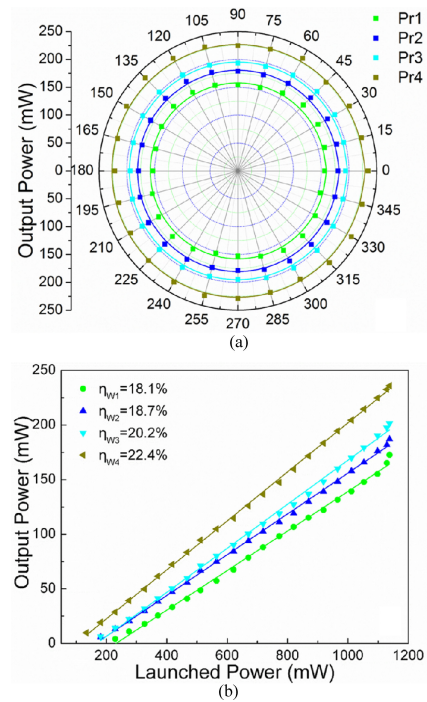 90
105 75
120 60
135 45
150 30
165 15
180 0
195 345
210 330
225 315
240 300
255 285
270
250
200
150
100
50
0
50
100
150
200
250
Output Power (mW)
Pr1
Pr2
Pr3
Pr4
(a)
250
200
150
100
50
0
Output Power (mW)
ηW1=18.1%
ηW2=18.7%
ηW3=20.2%
ηW4=22.4%
200 400 600 800 1000 1200
Launched Power (mW)
(b)